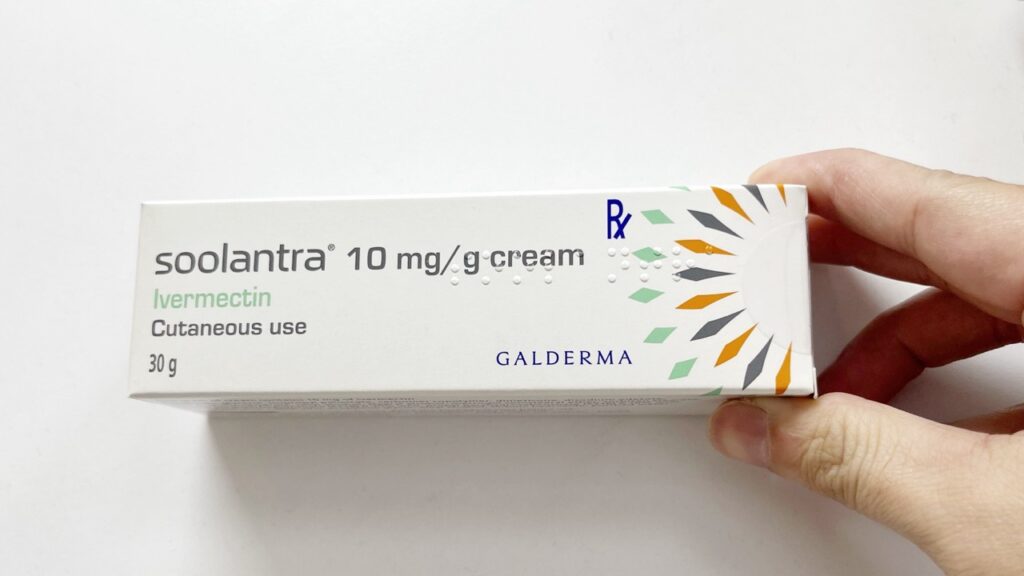 soolantra® 10 mg/g cream
Ivermectin
Cutaneous use
30 g
Rx
GALDERMA